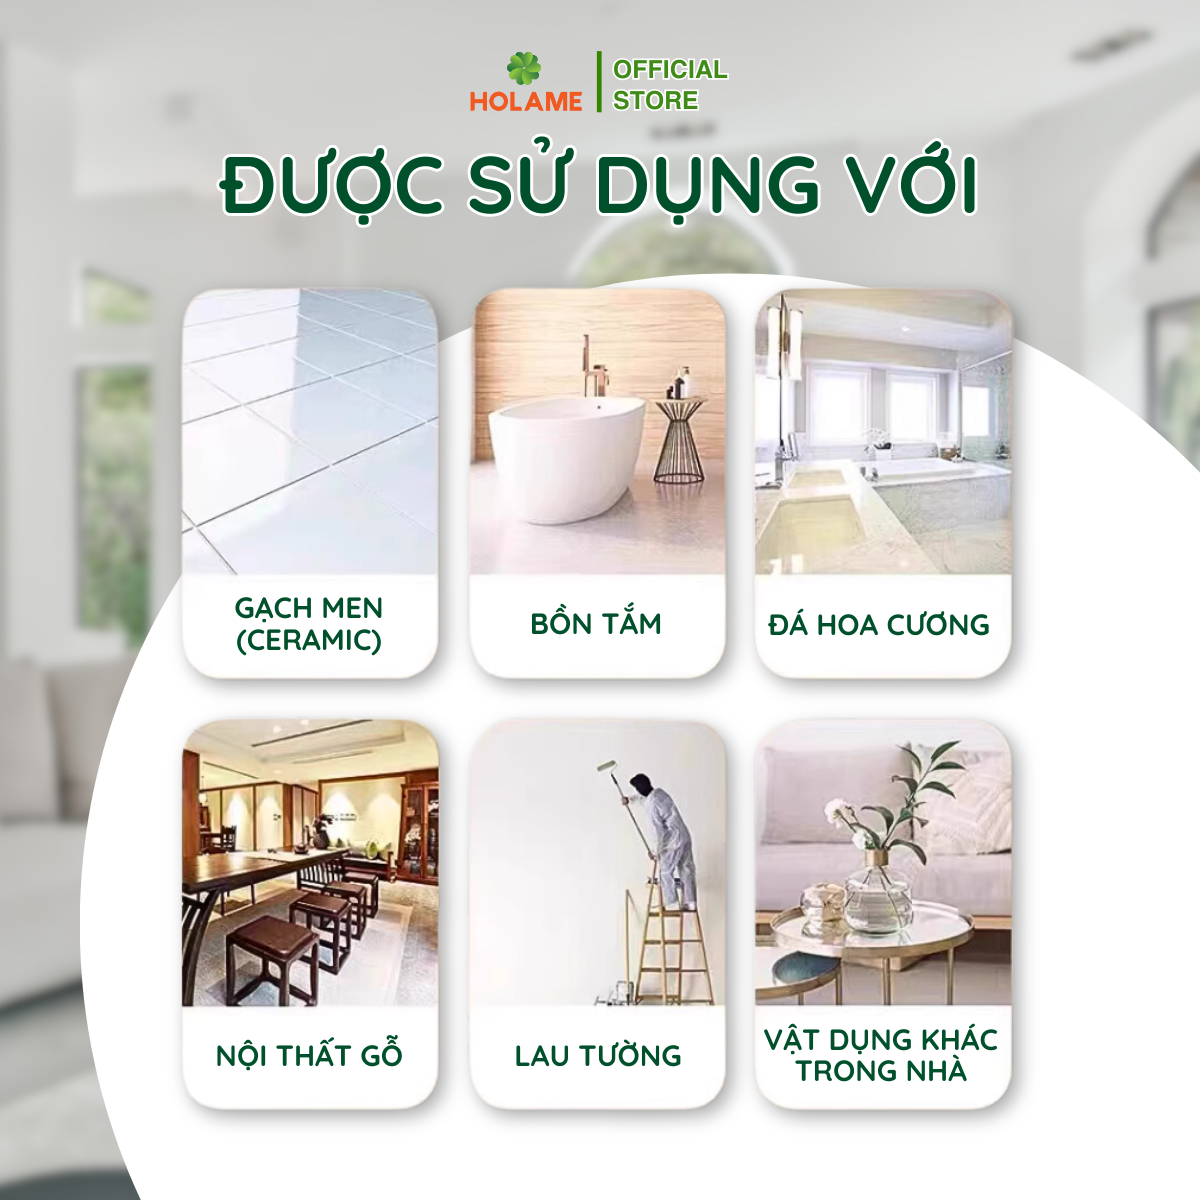 HOLAME
OFFICIAL
STORE
ĐƯỢC SỬ DỤNG VỚI
GẠCH MEN
(CERAMIC)
BỒN TẮM
ĐÁ HOA CƯƠNG
NỘI THẤT GỖ
LAU TƯỜNG
VẬT DỤNG KHÁC
TRONG NHÀ